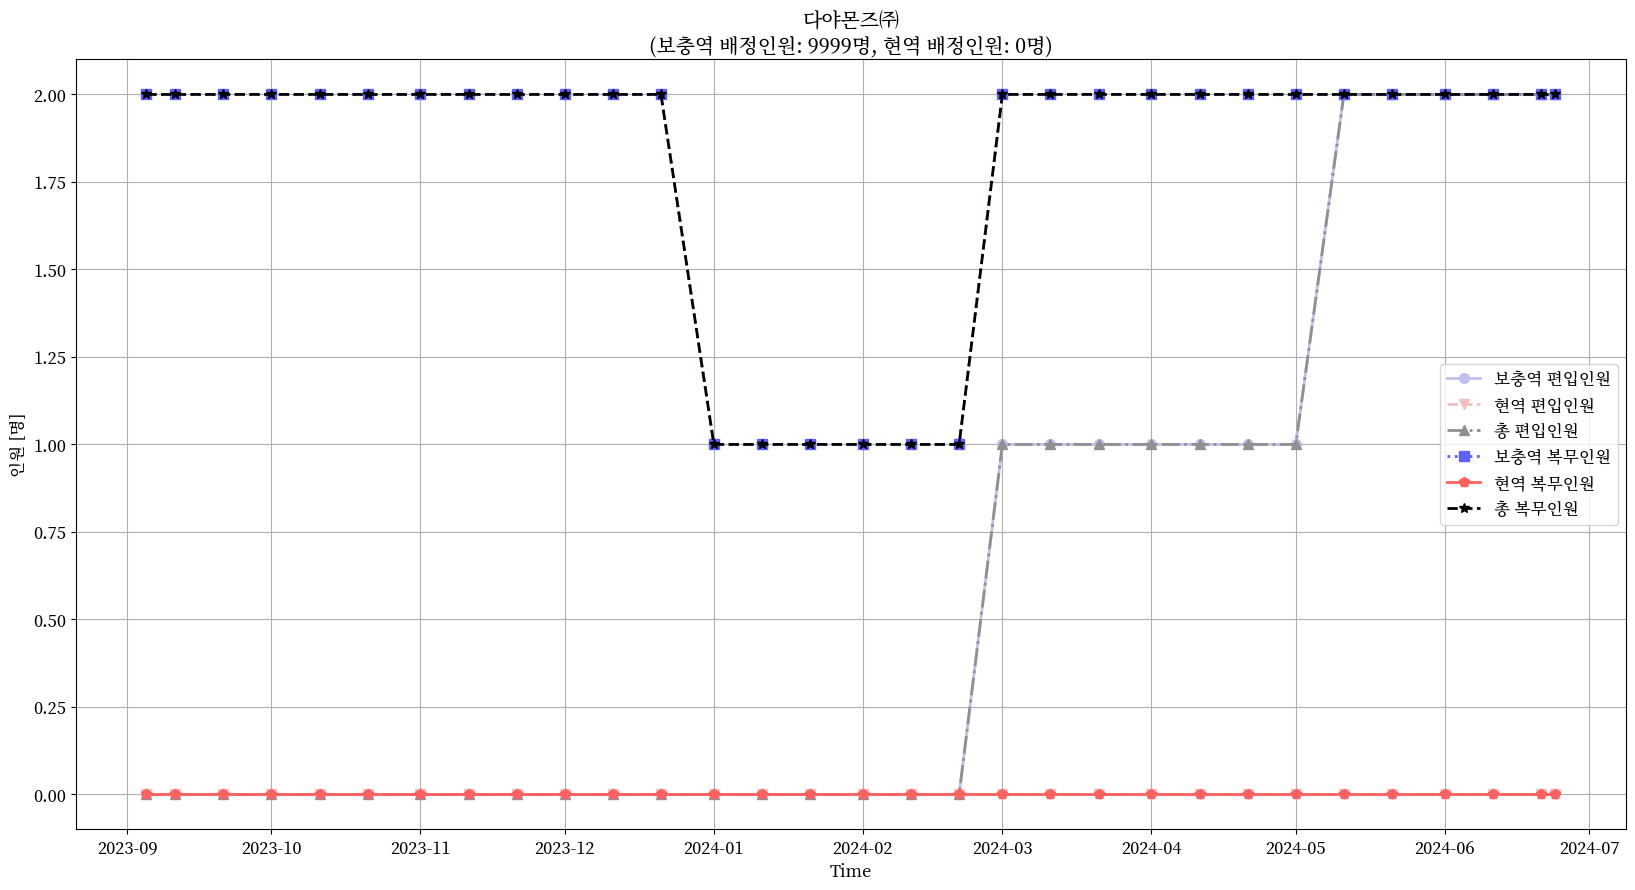 다야몬즈㈜
(보충역 배정인원: 9999명, 현역 배정인원: 0명)
인원 [명]
2.00
1.75
1.50
1.25
1.00
0.75
0.50
0.25
0.00
보충역 편입인원
현역 편입인원
총 편입인원
보충역 복무인원
현역 복무인원
총 복무인원
2023-09 2023-10 2023-11 2023-12 2024-01 2024-02 2024-03 2024-04 2024-05 2024-06 2024-07
Time